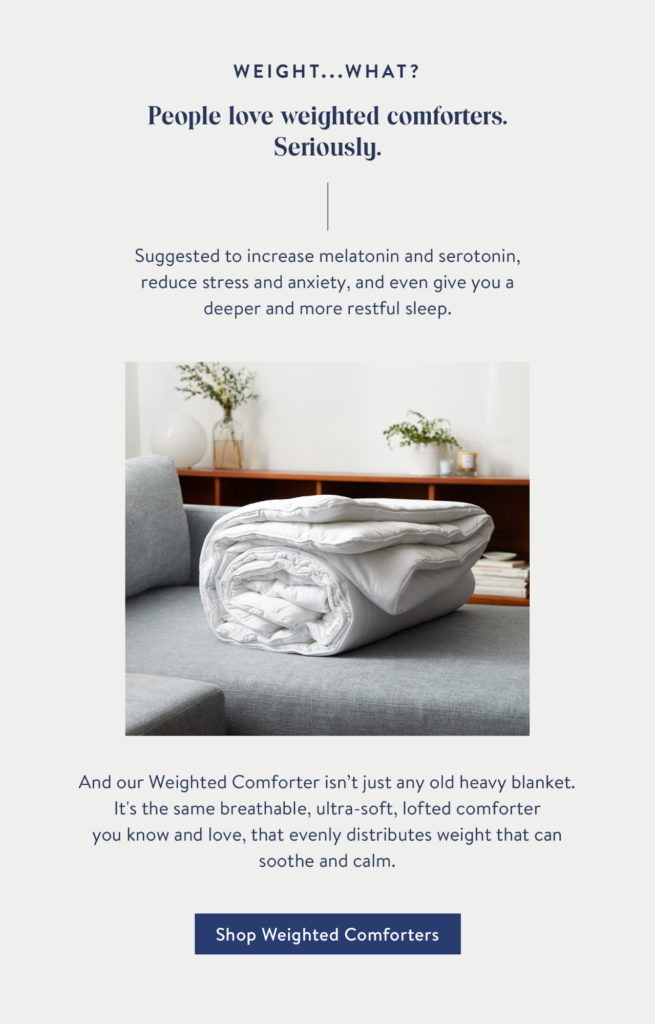 WEIGHT...WHAT?
People love weighted comforters.
Seriously.
Suggested to increase melatonin and serotonin,
reduce stress and anxiety, and even give you a
deeper and more restful sleep.
And our Weighted Comforter isn’t just any old heavy blanket.
It's the same breathable, ultra-soft, lofted comforter
you know and love, that evenly distributes weight that can
soothe and calm.
Shop Weighted Comforters